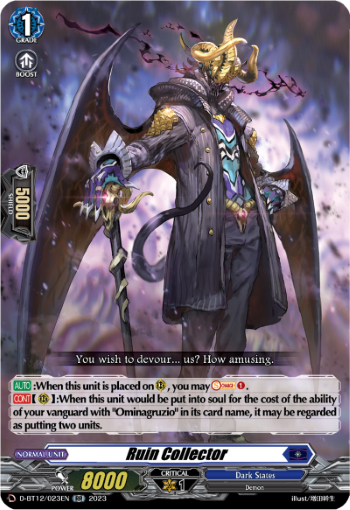 1
GRADE
BOOST
5000
SHIELD
You wish to devour... us? How amusing.
AUTO :When this unit is placed on RC, you may
CONT【RC】:When this unit would be put into soul for the cost of the ability
of your vanguard with "Ominagruzio" in its card name, it may be regarded
as putting two units.
NORMAL UNIT
Ruin Collector
POWER 8000
CRITICAL
1
Dark States
Demon
D-BT12/023EN RR 2023
illust/増田幹生